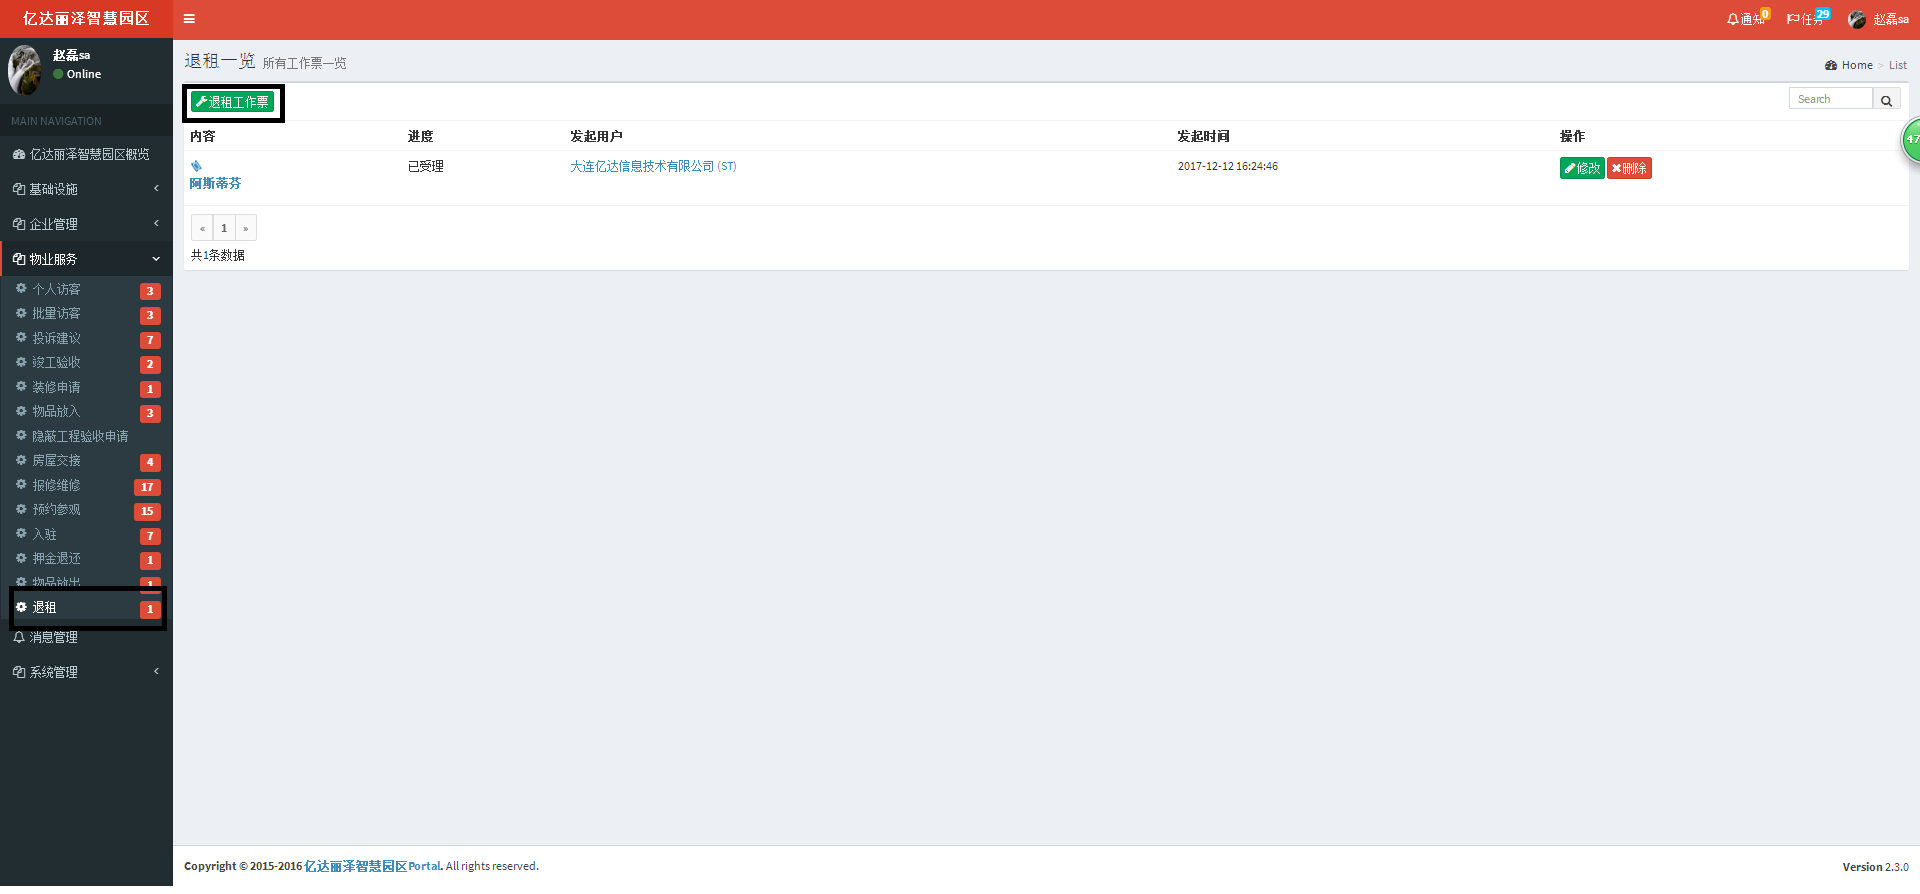 亿达丽泽智慧园区
通知 0
任务 29
赵磊sa
赵磊sa
Online
MAIN NAVIGATION
亿达丽泽智慧园区概览
基础设施
企业管理
物业服务
个人访客 3
批量访客 3
投诉建议 7
竣工验收 2
装修申请 1
物品放入 3
隐蔽工程验收申请
房屋交接 4
报修维修 17
预约参观 15
入驻 7
押金退还 1
物品放出 1
退租 1
消息管理
系统管理
退租一览 所有工作票一览
Home > List
退租工作票
Search
47
内容 进度 发起用户 发起时间 操作
阿斯蒂芬 已受理 大连亿达信息技术有限公司 (ST) 2017-12-12 16:24:46 修改 删除
« 1 »
共1条数据
Copyright © 2015-2016 亿达丽泽智慧园区Portal. All rights reserved.
Version 2.3.0